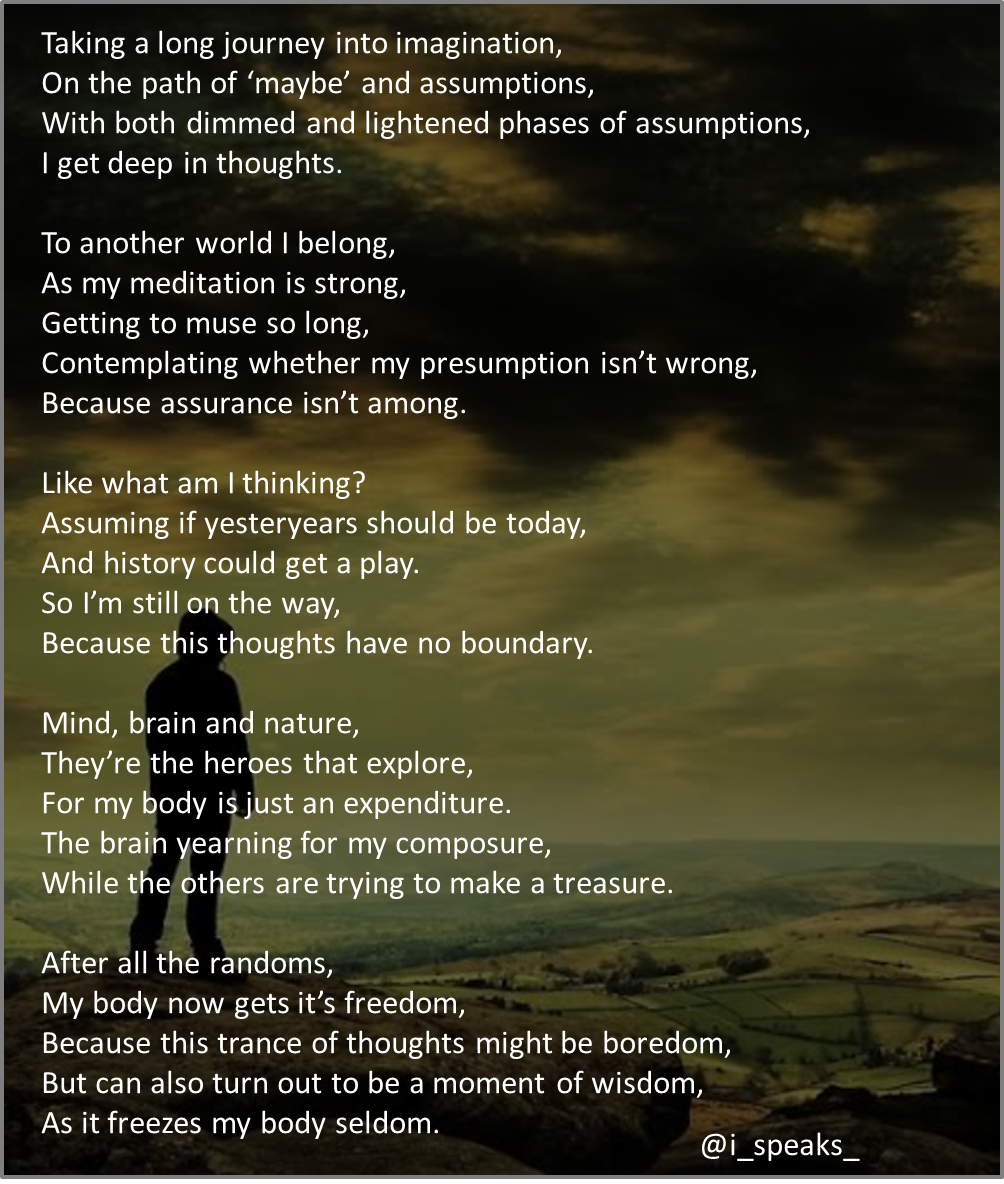 Taking a long journey into imagination,
On the path of ‘maybe’ and assumptions,
With both dimmed and lightened phases of assumptions,
I get deep in thoughts.
To another world I belong,
As my meditation is strong,
Getting to muse so long,
Contemplating whether my presumption isn’t wrong,
Because assurance isn’t among.
Like what am I thinking?
Assuming if yesteryears should be today,
And history could get a play.
So I’m still on the way,
Because this thoughts have no boundary.
Mind, brain and nature,
They’re the heroes that explore,
For my body is just an expenditure.
The brain yearning for my composure,
While the others are trying to make a treasure.
After all the randoms,
My body now gets it’s freedom,
Because this trance of thoughts might be boredom,
But can also turn out to be a moment of wisdom,
As it freezes my body seldom.
@i_speaks_